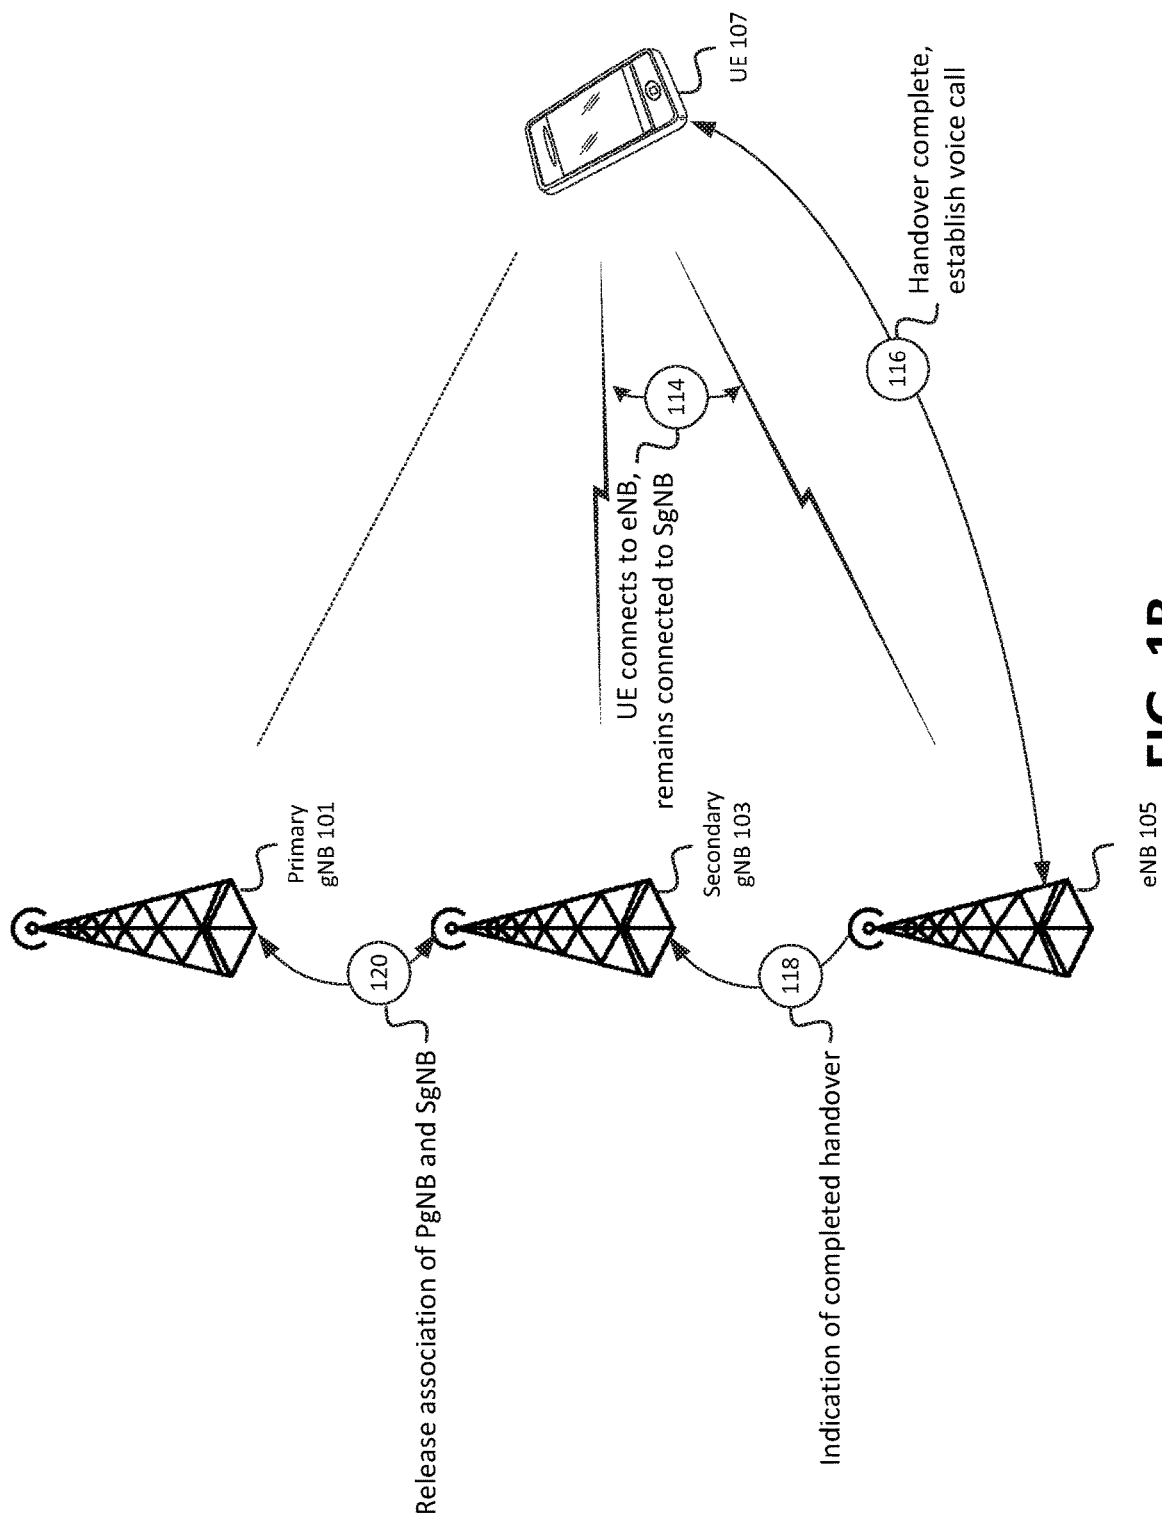 Release association of PgNB and SgNB
120
Indication of completed handover
118
Primary
gNB 101
Secondary
gNB 103
eNB 105
UE connects to eNB,
remains connected to SgNB
114
116
Handover complete,
establish voice call
UE 107
FIG. 1B